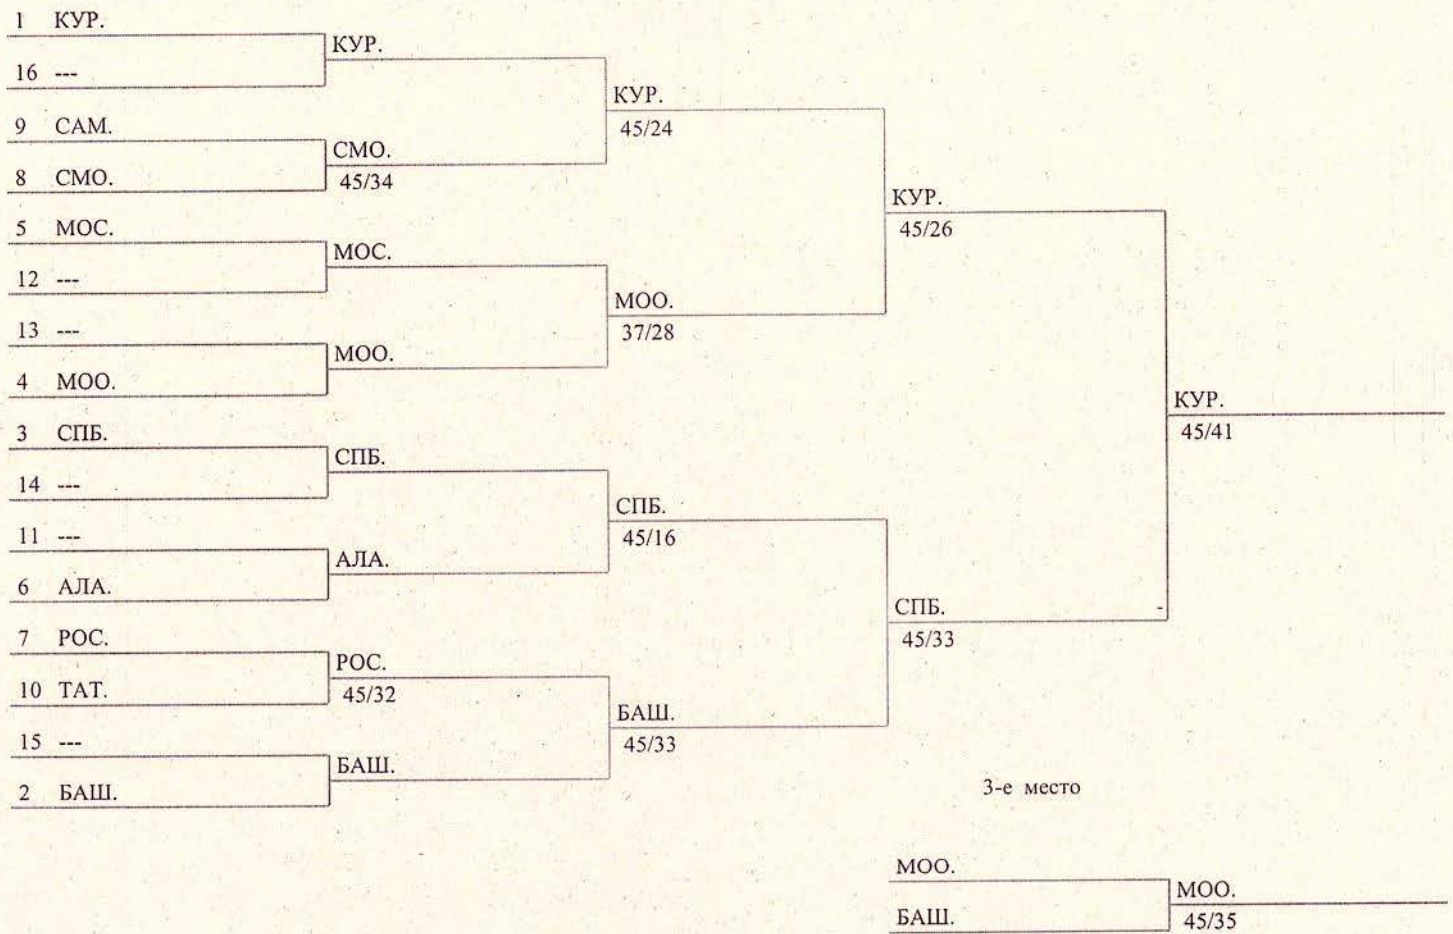 1 КУР.
16 ---
9 САМ.
8 СМО.
5 МОС.
12 ---
13 ---
4 МОО.
3 СПБ.
14 ---
11 ---
6 АЛА.
7 РОС.
10 ТАТ.
15 ---
2 БАШ.
КУР.
СМО.
45/34
МОС.
МОО.
СПБ.
АЛА.
РОС.
45/32
БАШ.
КУР.
45/24
МОО.
37/28
СПБ.
45/16
БАШ.
45/33
КУР.
45/26
СПБ.
45/33
КУР.
45/41
3-е место
МОО.
БАШ.
МОО.
45/35